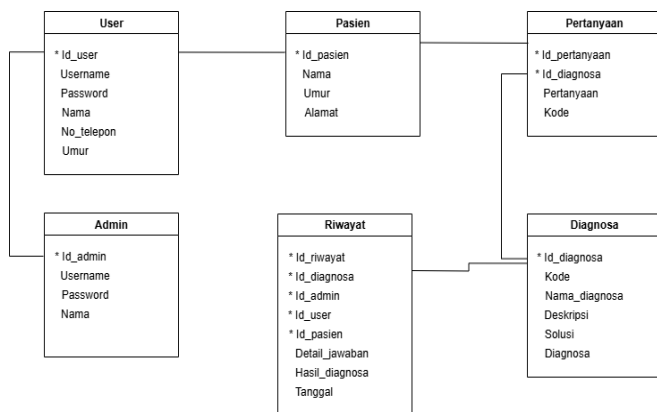 User
* Id_user
Username
Password
Nama
No_telepon
Umur
Pasien
* Id_pasien
Nama
Umur
Alamat
Pertanyaan
* Id_pertanyaan
* Id_diagnosa
Pertanyaan
Kode
Admin
* Id_admin
Username
Password
Nama
Riwayat
* Id_riwayat
* Id_diagnosa
* Id_admin
* Id_user
* Id_pasien
Detail_jawaban
Hasil_diagnosa
Tanggal
Diagnosa
* Id_diagnosa
Kode
Nama_diagnosa
Deskripsi
Solusi
Diagnosa